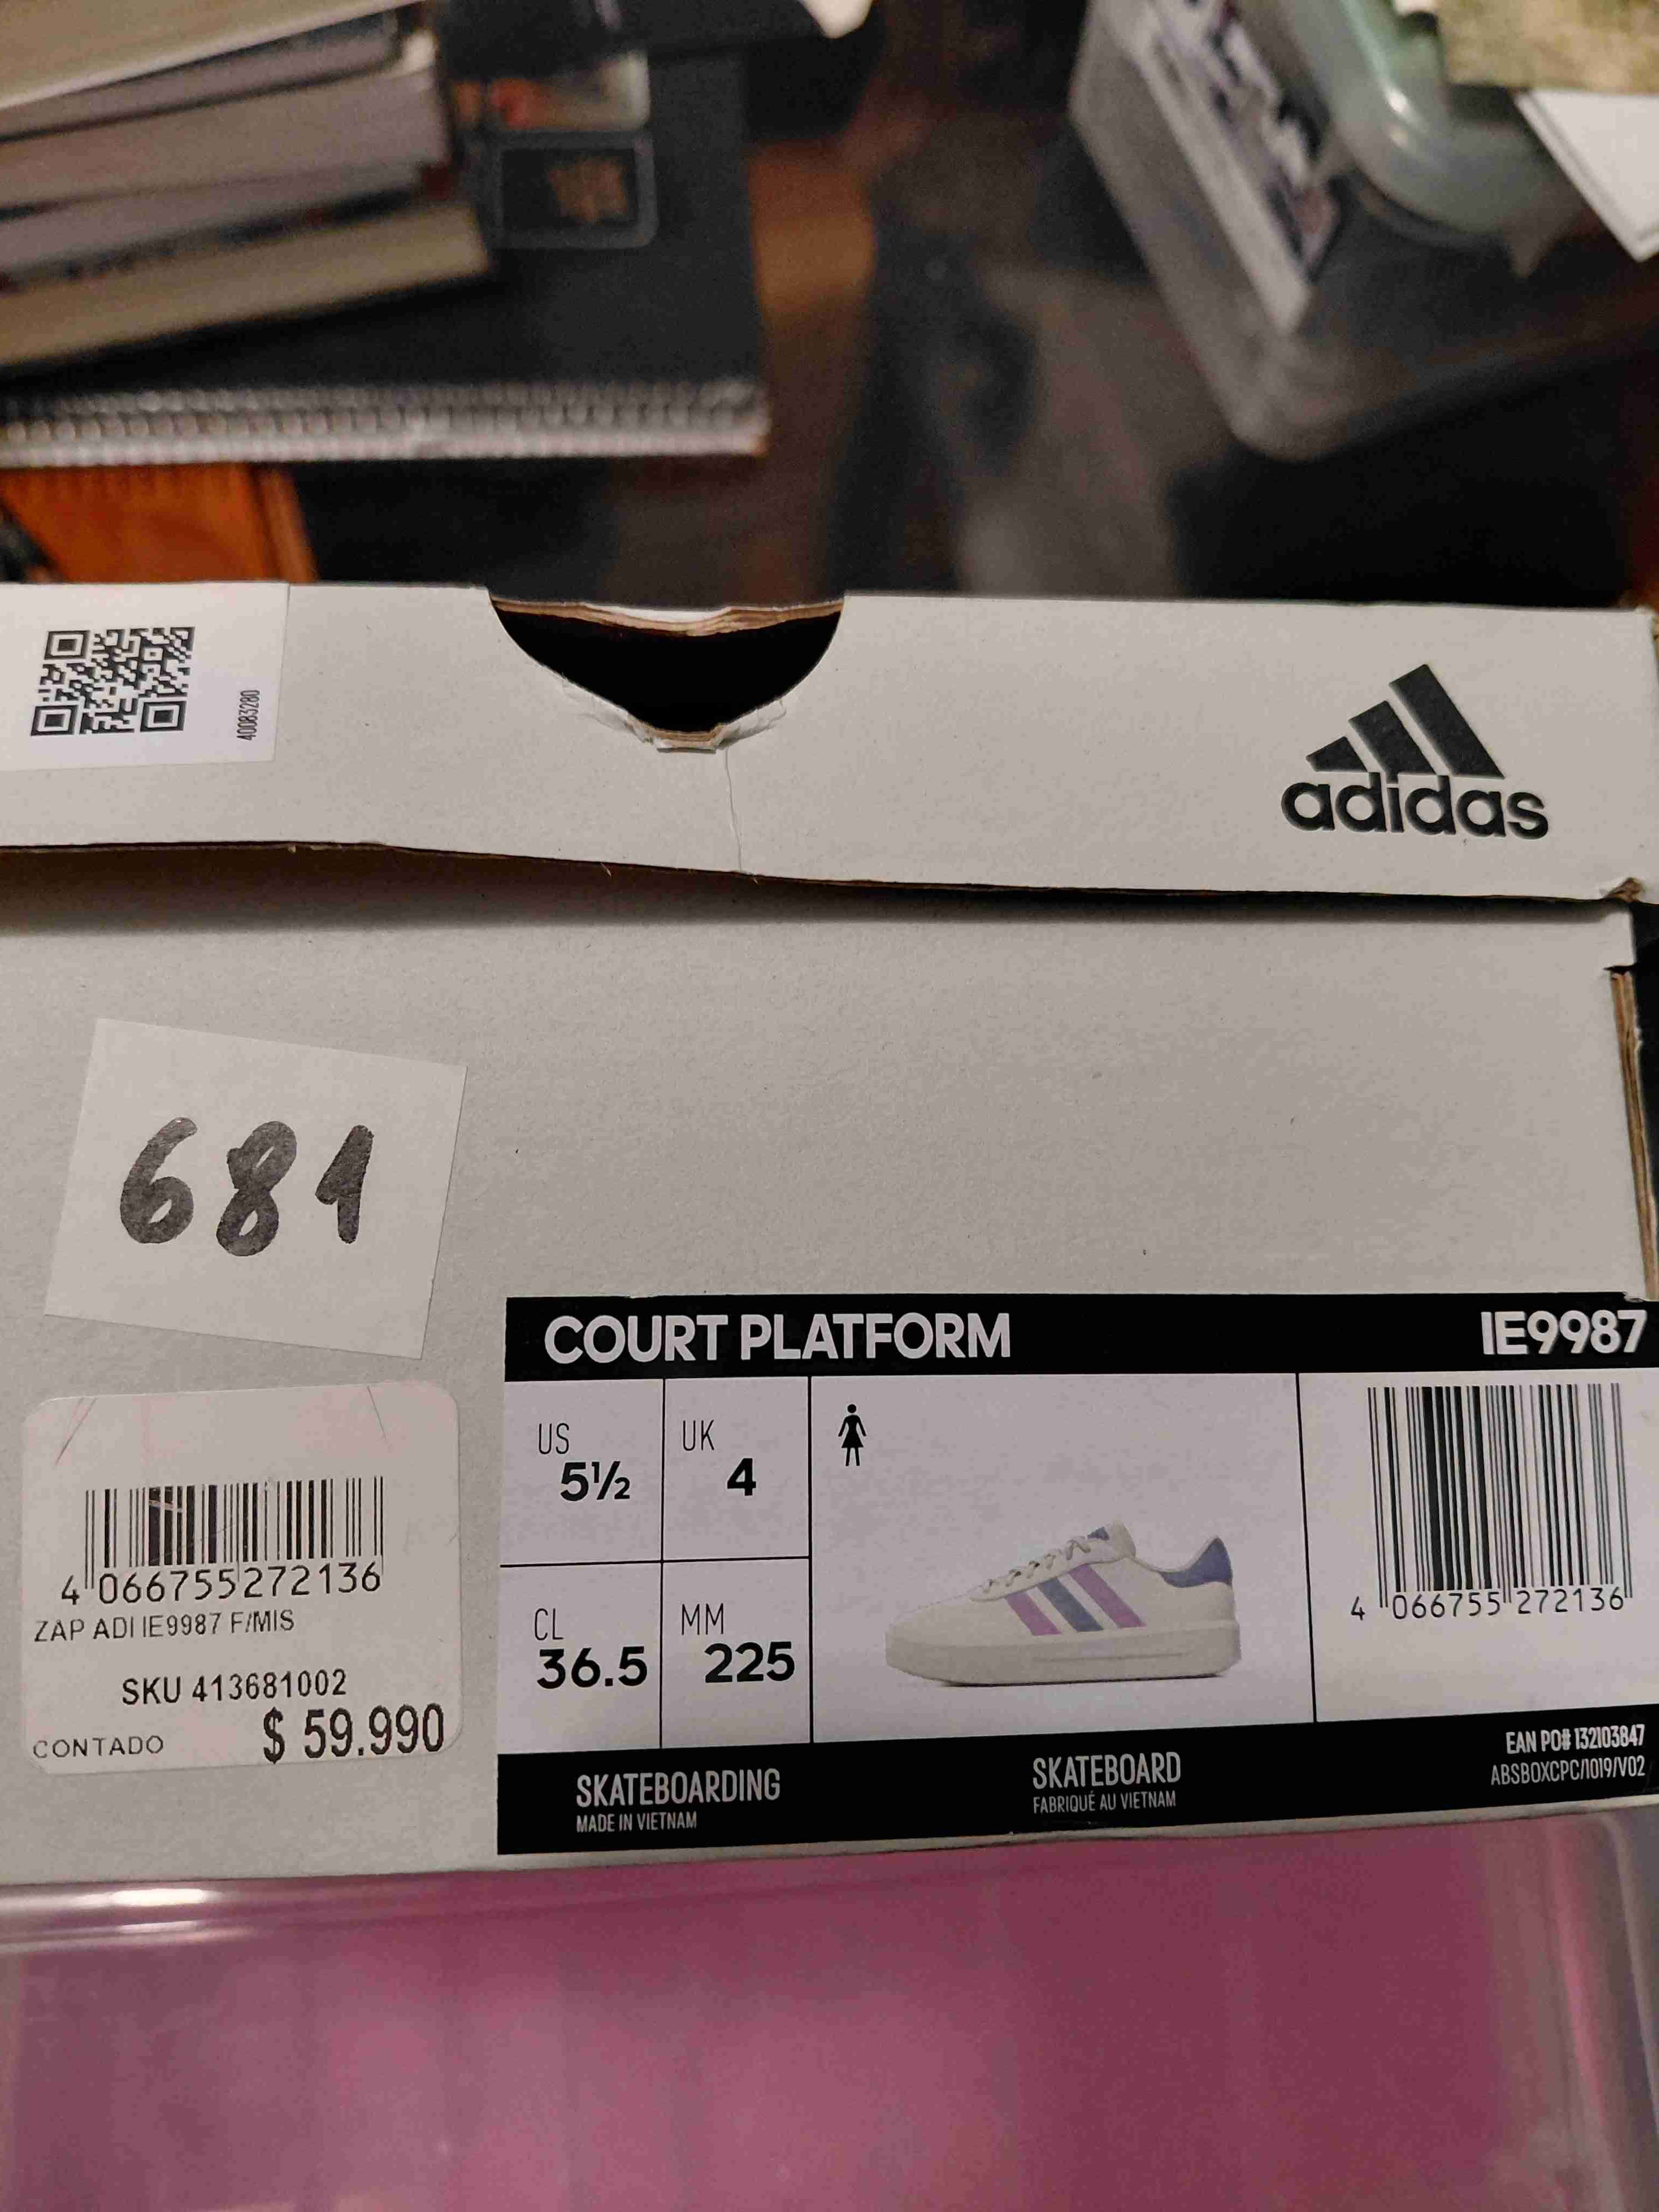 40083280
adidas
681
COURT PLATFORM IE9987
US 5½ UK 4
CL 36.5 MM 225
4 066755 272136
4 066755 272136
ZAP ADI IE9987 F/MIS
SKU 413681002
CONTADO $ 59.990
SKATEBOARDING
MADE IN VIETNAM
SKATEBOARD
FABRIQUÉ AU VIETNAM
EAN PO# 132103847
ABSBOXCPC/1019/V02